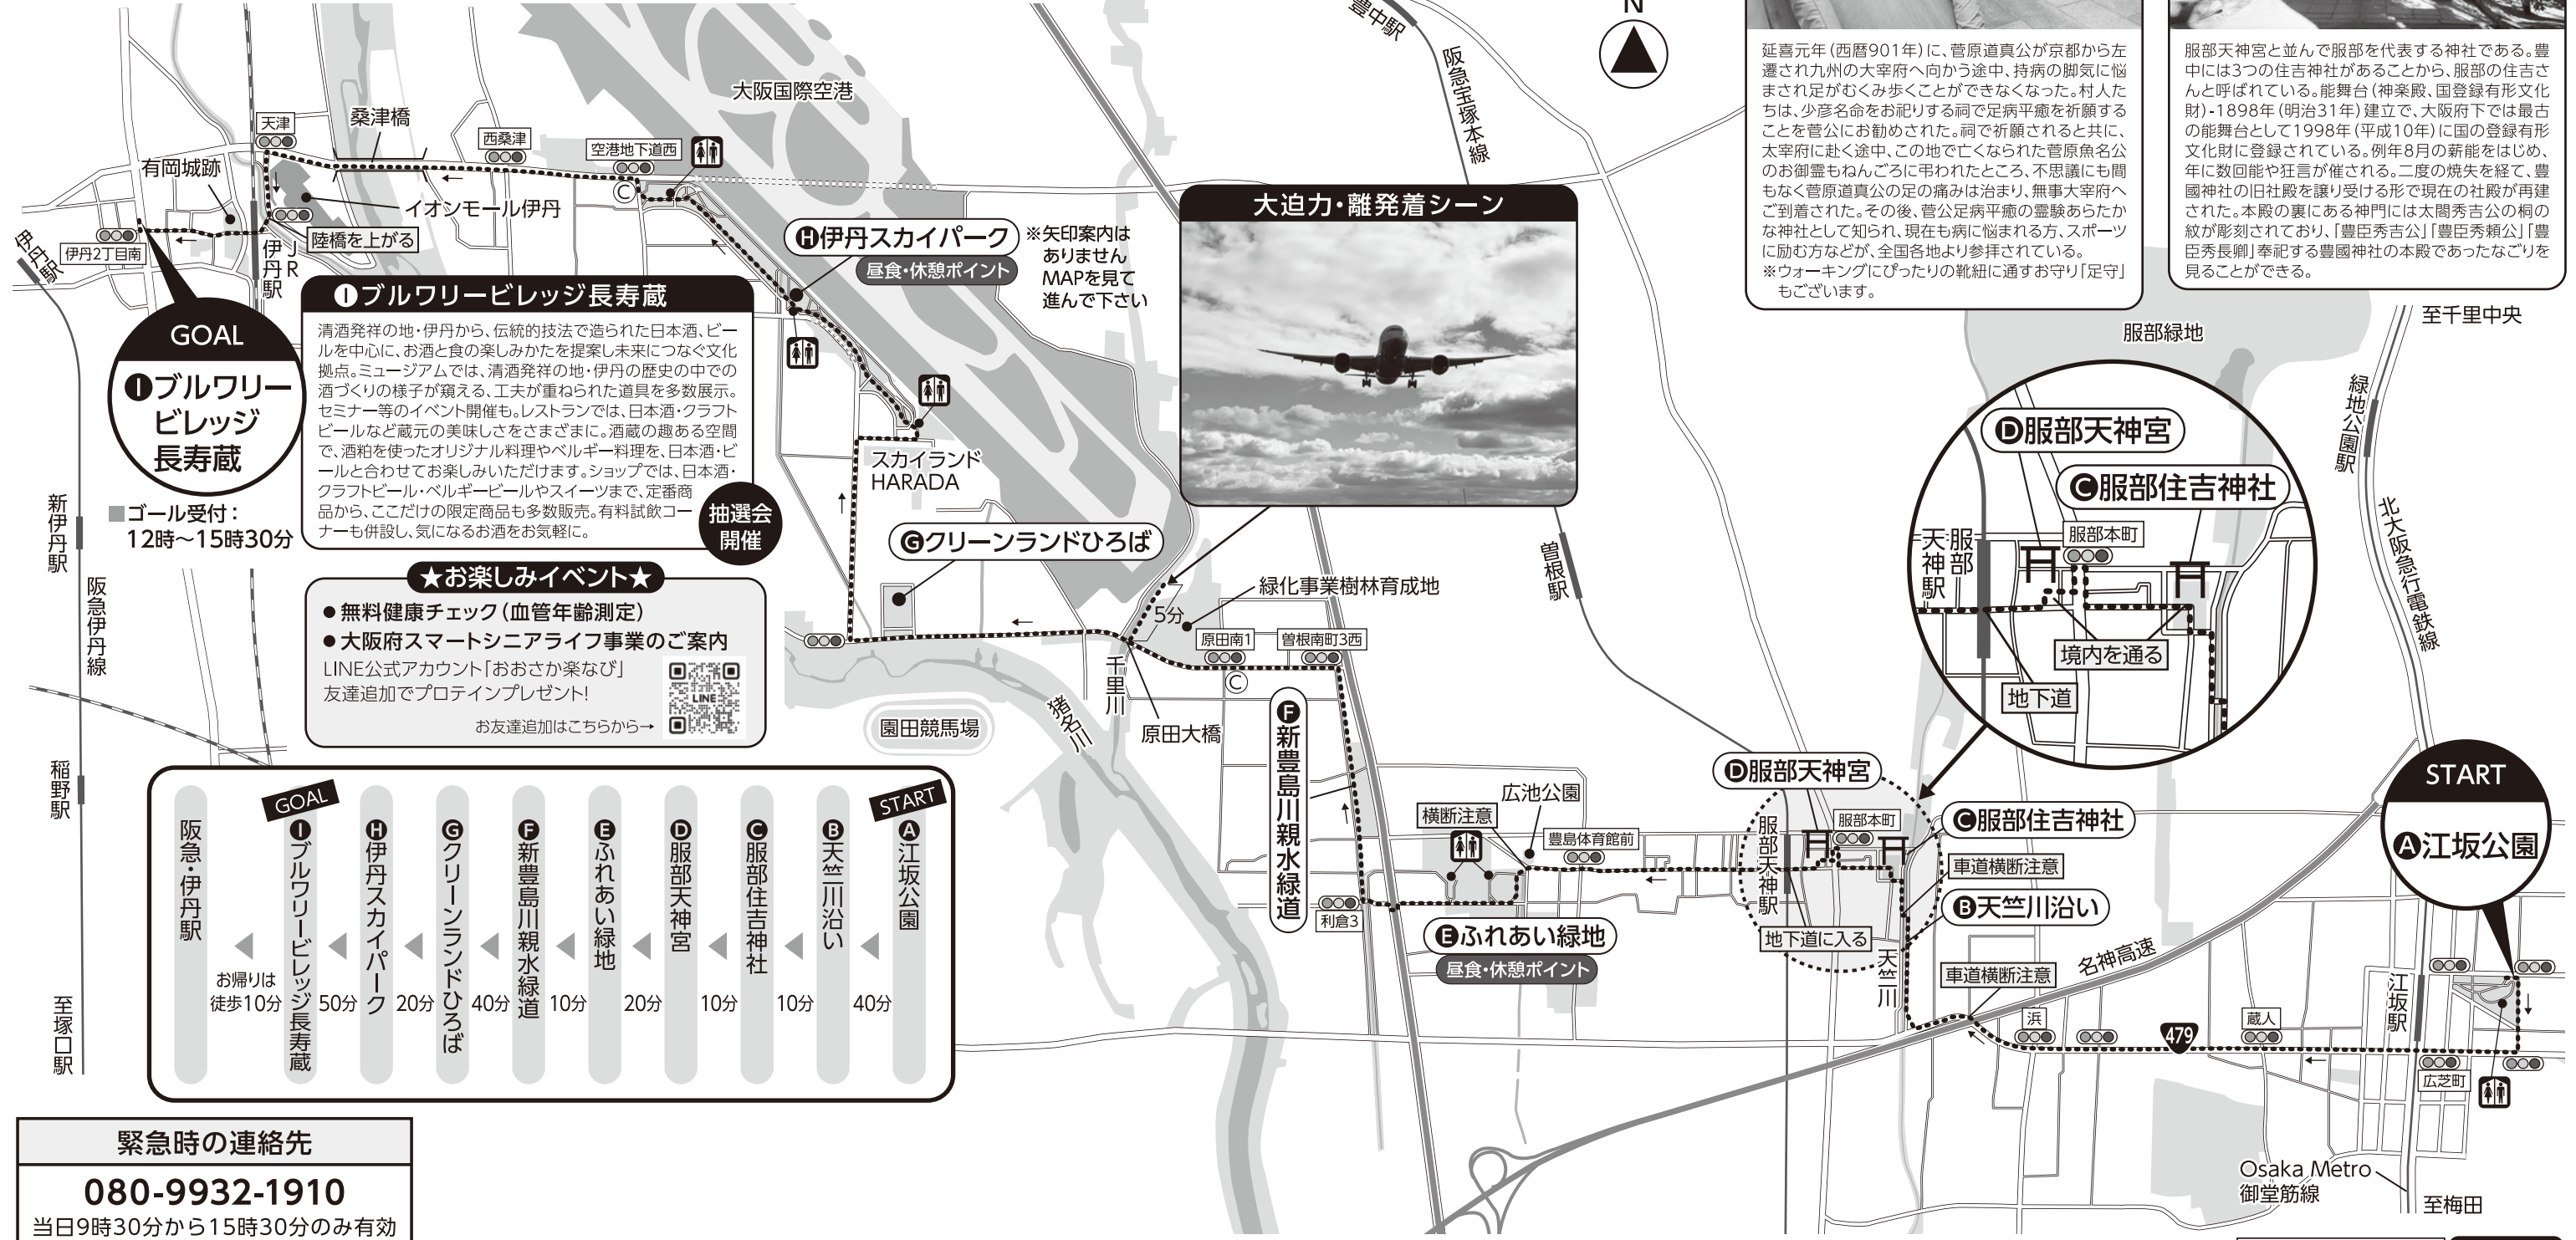 延喜元年(西暦901年)に、菅原道真公が京都から左
遷され九州の大宰府へ向かう途中、持病の脚気に悩
まされ足がむくみ歩くことができなくなった。村人た
ちは、少彦名命をお祀りする祠で足病平癒を祈願する
ことを菅公にお勧めされた。祠で祈願されると共に、
太宰府に赴く途中、この地で亡くなられた菅原魚名公
のお御霊もねんごろに弔われたところ、不思議にも間
もなく菅原道真公の足の痛みは治まり、無事大宰府へ
ご到着された。その後、菅公足病平癒の霊験あらたか
な神社として知られ、現在も病に悩まされる方、スポーツ
に励む方などが、全国各地より参拝されている。
※ウォーキングにぴったりの靴紐に通すお守り「足守」
もございます。
服部天神宮と並んで服部を代表する神社である。豊
中には3つの住吉神社があることから、服部の住吉さ
んと呼ばれている。能舞台(神楽殿、国登録有形文化
財)-1898年(明治31年)建立で、大阪府下では最古
の能舞台として1998年(平成10年)に国の登録有形
文化財に登録されている。例年8月の薪能をはじめ、
年に数回能や狂言が催される。二度の焼失を経て、豊
國神社の旧社殿を譲り受ける形で現在の社殿が再建
された。本殿の裏にある神門には太閤秀吉公の桐の
紋が彫刻されており、「豊臣秀吉公」「豊臣秀頼公」「豊
臣秀長卿」奉祀する豊國神社の本殿であったなごりを
見ることができる。
N
豊中駅
阪急宝塚本線
大阪国際空港
天津
桑津橋
西桑津
空港地下道西
有岡城跡
イオンモール伊丹
陸橋を上がる
伊丹2丁目南
伊丹駅
JR
伊丹駅
C
Ⓗ伊丹スカイパーク
昼食・休憩ポイント
※矢印案内は
ありません
MAPを見て
進んで下さい
大迫力・離発着シーン
GOAL
Ⓘブルワリー
ビレッジ
長寿蔵
■ゴール受付:
12時~15時30分
Ⓘブルワリービレッジ長寿蔵
清酒発祥の地・伊丹から、伝統的技法で造られた日本酒、ビー
ルを中心に、お酒と食の楽しみかたを提案し未来につなぐ文化
拠点。ミュージアムでは、清酒発祥の地・伊丹の歴史の中での
酒づくりの様子が窺える、工夫が重ねられた道具を多数展示。
セミナー等のイベント開催も。レストランでは、日本酒・クラフト
ビールなど蔵元の美味しさをさまざまに。酒蔵の趣ある空間
で、酒粕を使ったオリジナル料理やベルギー料理を、日本酒・ビ
ールと合わせてお楽しみいただけます。ショップでは、日本酒・
クラフトビール・ベルギービールやスイーツまで、定番商
品から、ここだけの限定商品も多数販売。有料試飲コー
ナーも併設し、気になるお酒をお気軽に。
抽選会
開催
スカイランド
HARADA
Ⓖクリーンランドひろば
★お楽しみイベント★
●無料健康チェック(血管年齢測定)
●大阪府スマートシニアライフ事業のご案内
LINE公式アカウント「おおさか楽なび」
友達追加でプロテインプレゼント!
お友達追加はこちらから→
LINE
新伊丹駅
阪急伊丹線
稲野駅
至塚口駅
5分
緑化事業樹林育成地
原田南1
曽根南町3西
C
千里川
猪名川
原田大橋
園田競馬場
曽根駅
Ⓕ新豊島川親水緑道
利倉3
横断注意
広池公園
豊島体育館前
Ⓔふれあい緑地
昼食・休憩ポイント
服部緑地
至千里中央
緑地公園駅
北大阪急行電鉄線
Ⓓ服部天神宮
Ⓒ服部住吉神社
服部本町
服部天神駅
境内を通る
地下道
Ⓓ服部天神宮
服部本町
服部天神駅
地下道に入る
Ⓒ服部住吉神社
車道横断注意
Ⓑ天竺川沿い
天竺川
車道横断注意
名神高速
浜
479
蔵人
江坂駅
広芝町
START
Ⓐ江坂公園
Osaka Metro
御堂筋線
至梅田
START
Ⓐ江坂公園
40分
Ⓑ天竺川沿い
10分
Ⓒ服部住吉神社
10分
Ⓓ服部天神宮
20分
Ⓔふれあい緑地
10分
Ⓕ新豊島川親水緑道
40分
Ⓖクリーンランドひろば
20分
Ⓗ伊丹スカイパーク
50分
GOAL
Ⓘブルワリービレッジ長寿蔵
お帰りは
徒歩10分
阪急・伊丹駅
緊急時の連絡先
080-9932-1910
当日9時30分から15時30分のみ有効